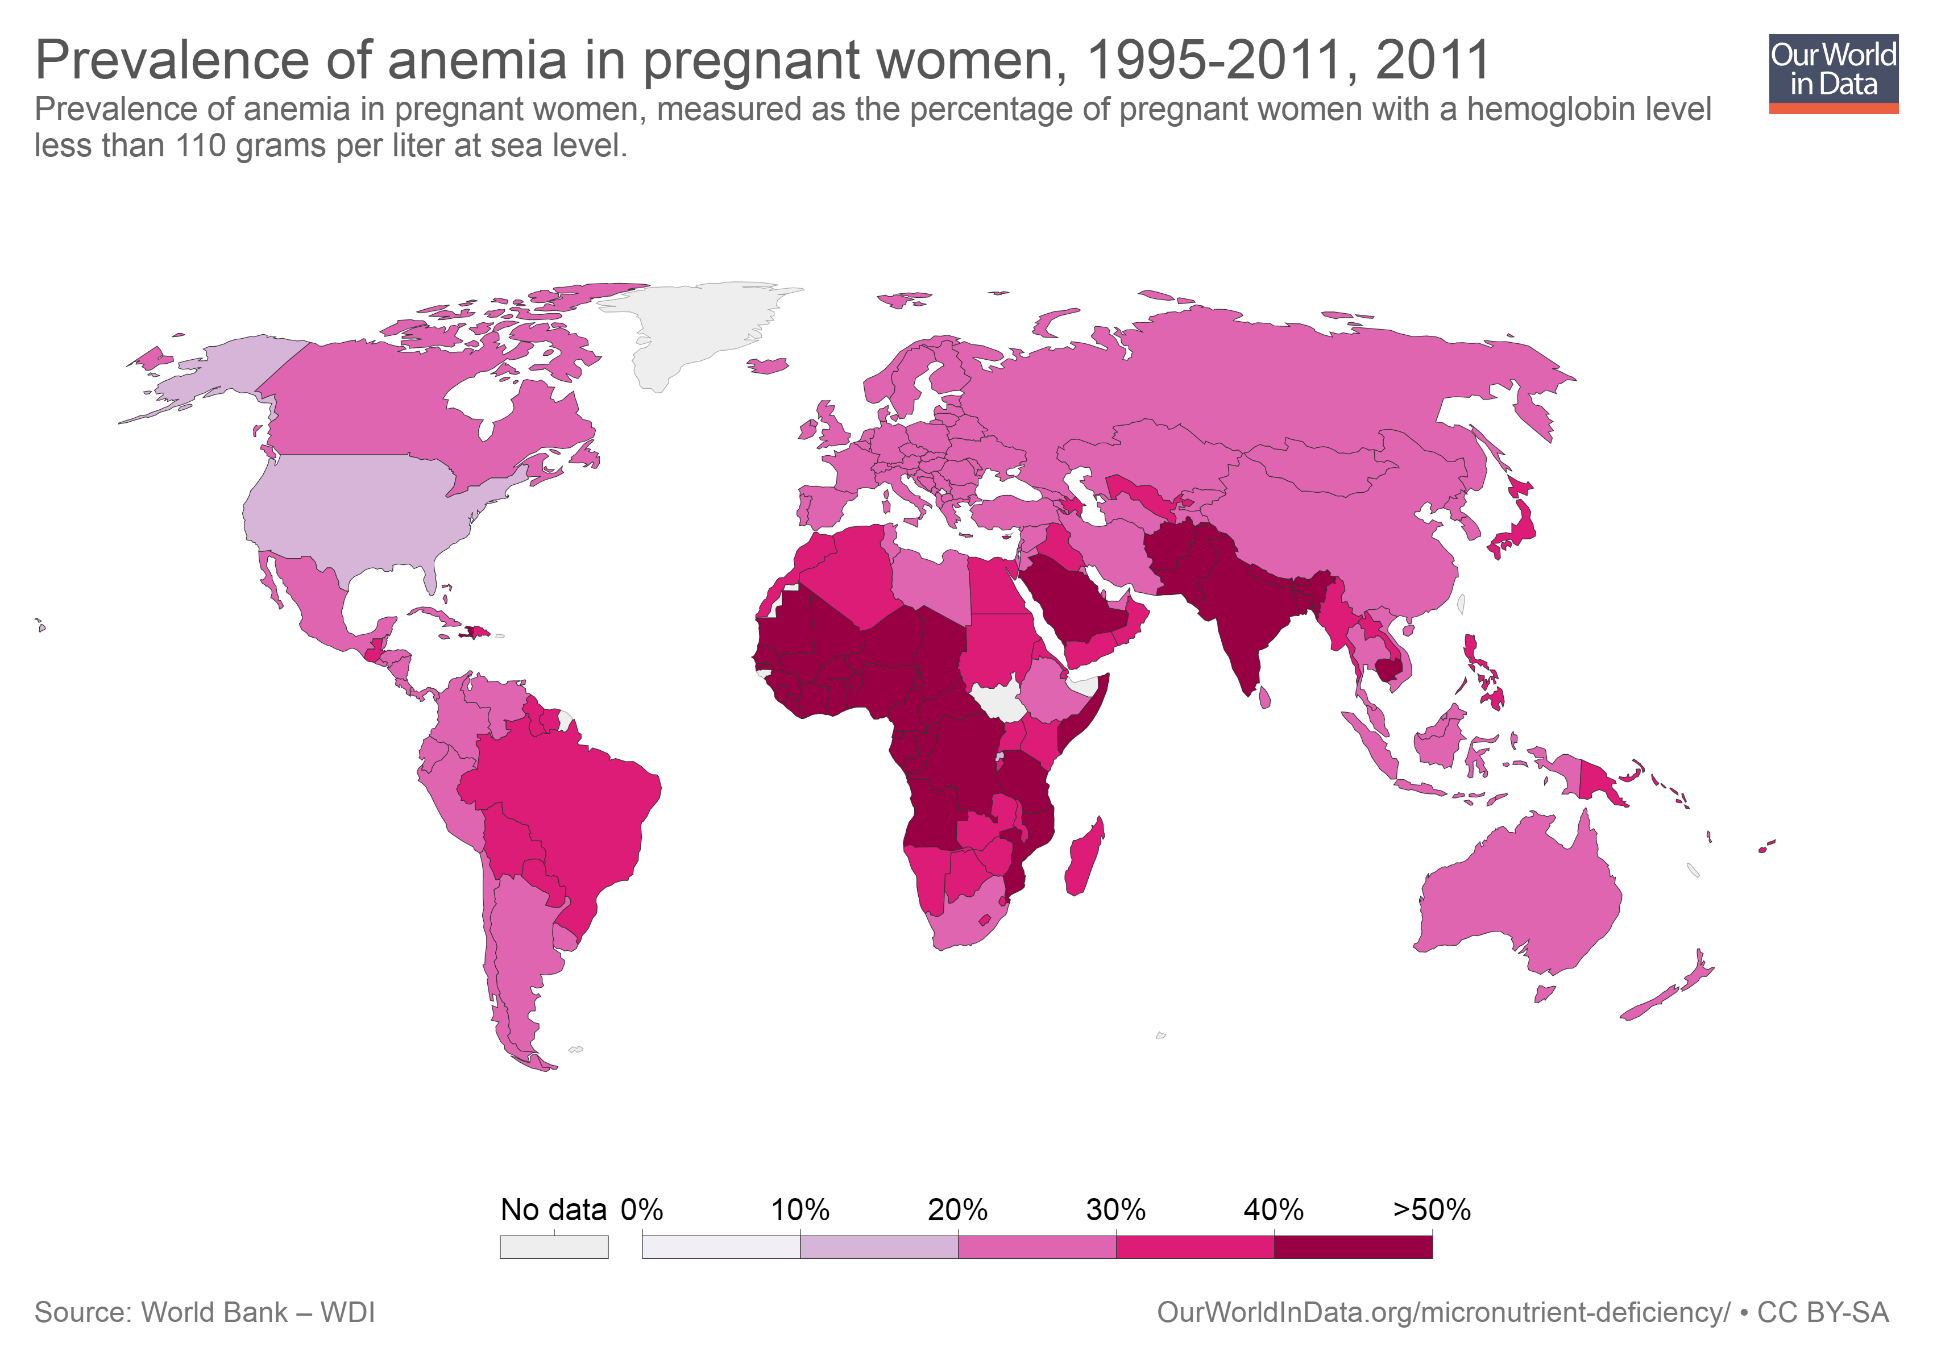 Prevalence of anemia in pregnant women, 1995-2011, 2011
Our World
in Data
Prevalence of anemia in pregnant women, measured as the percentage of pregnant women with a hemoglobin level
less than 110 grams per liter at sea level.
No data 0% 10% 20% 30% 40% >50%
Source: World Bank – WDI
OurWorldInData.org/micronutrient-deficiency/ • CC BY-SA